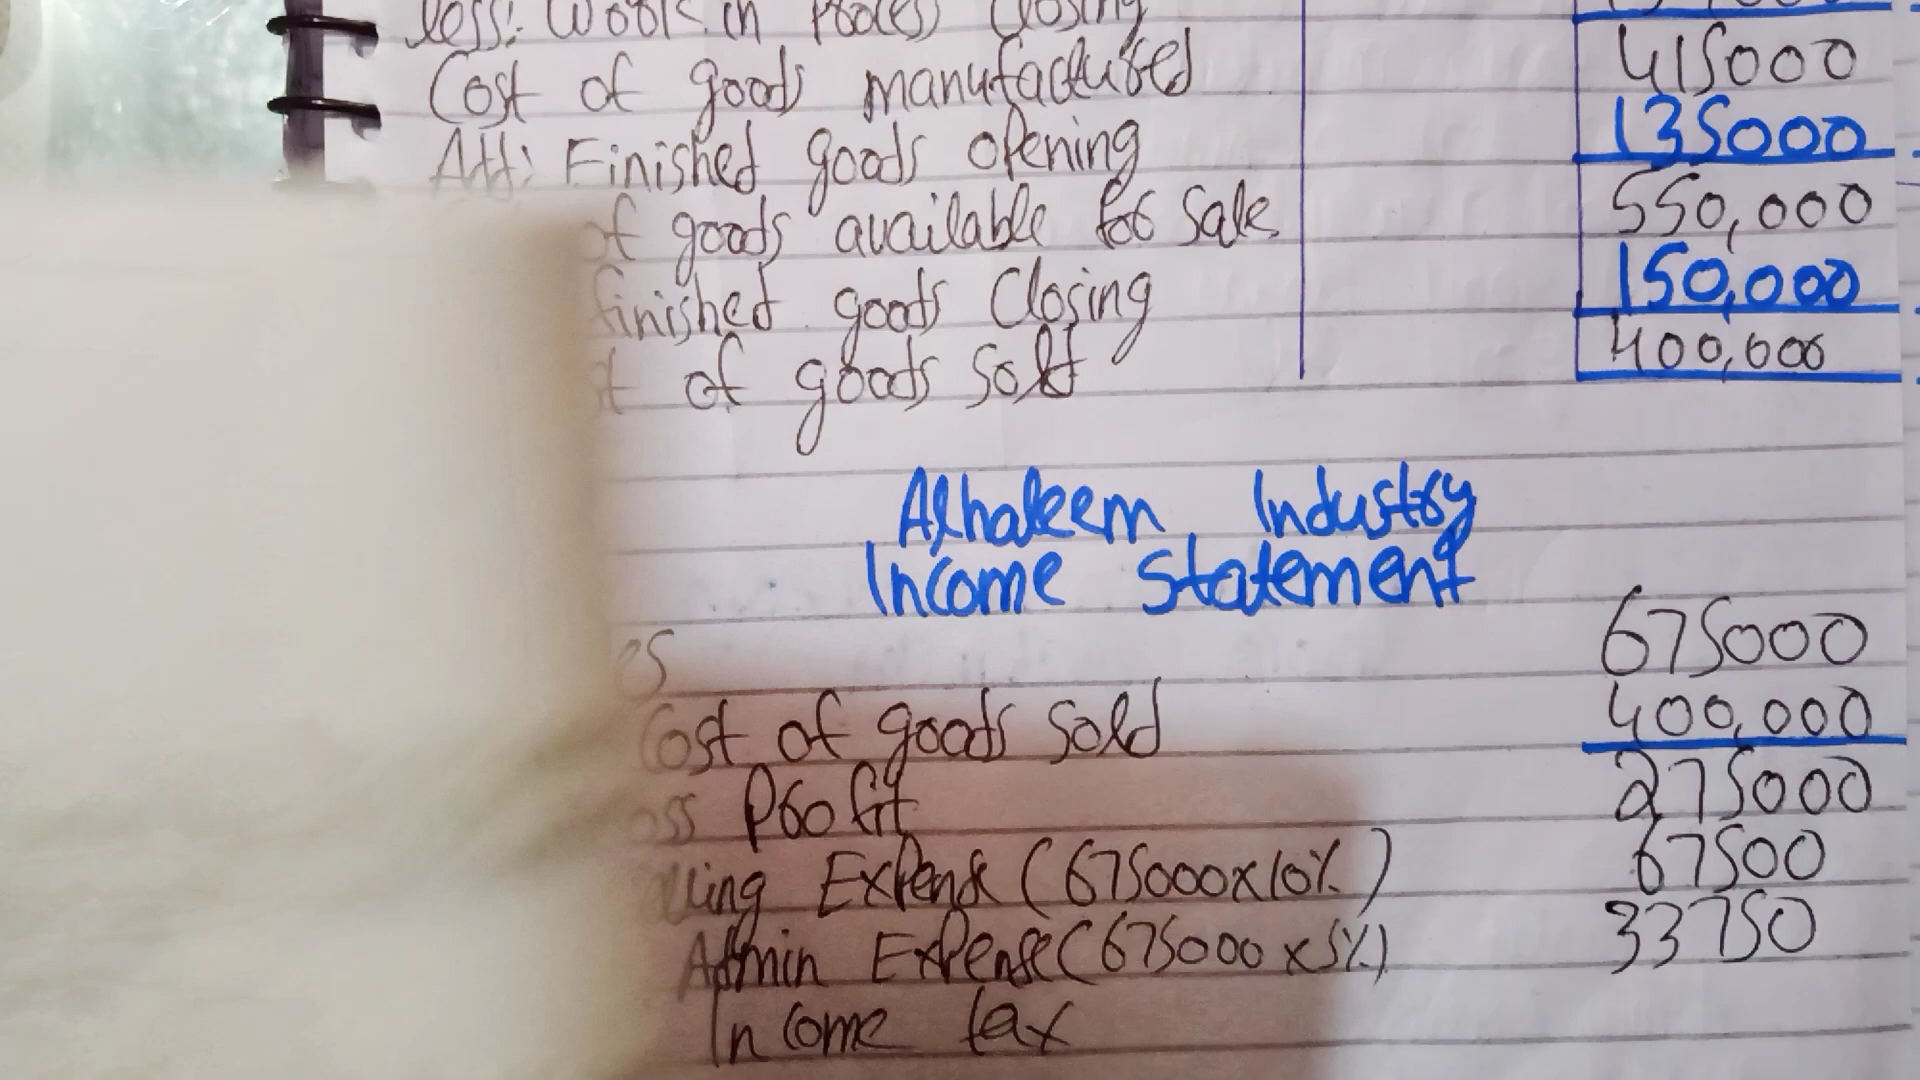 less: Work in Process Closing
Cost of goods manufactured 415000
Add: Finished goods opening 135000
of goods available for Sale 550,000
finished goods Closing 150,000
of goods Sold 400,000
Alhaleem Industry
Income Statement
675000
Cost of goods Sold 400,000
Profit 275000
Expense (675000x10%) 67500
Admin Expense (675000x5%) 33750
Income tax